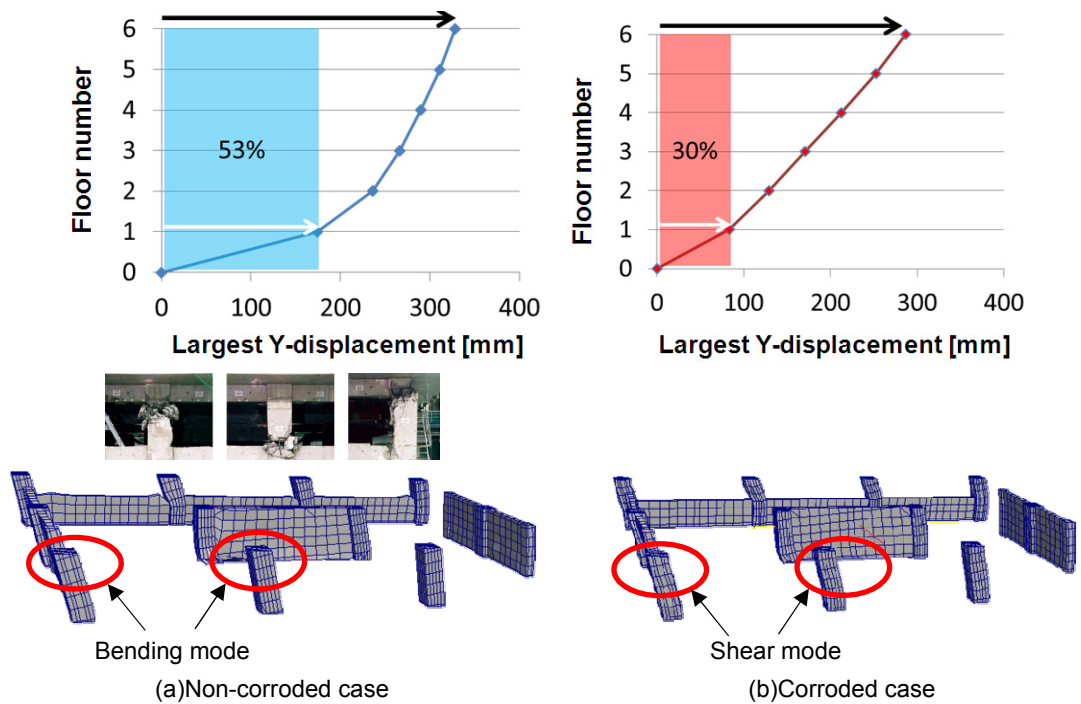 6
5
4
3
2
1
0
Floor number
53%
0 100 200 300 400
Largest Y-displacement [mm]
6
5
4
3
2
1
0
Floor number
30%
0 100 200 300 400
Largest Y-displacement [mm]
Bending mode
(a)Non-corroded case
Shear mode
(b)Corroded case